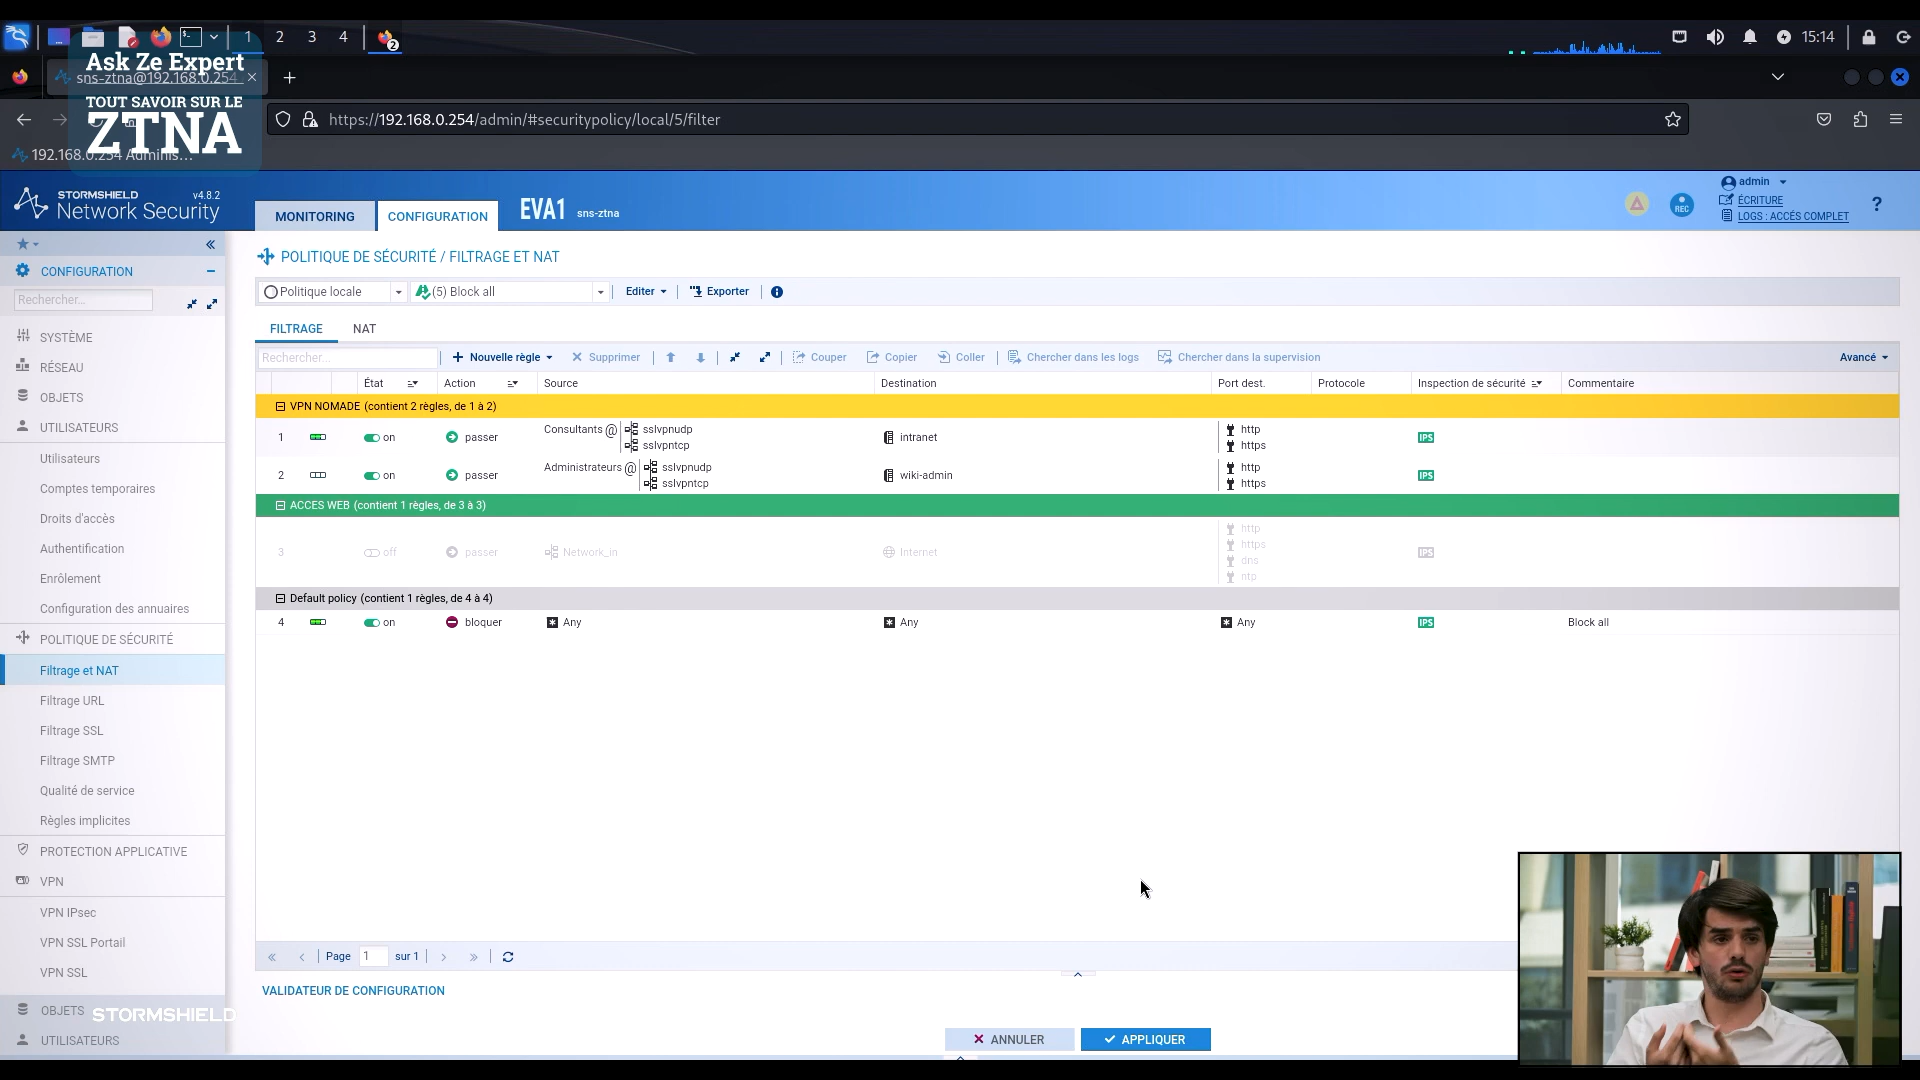 1 2 3 4 2 15:14
Ask Ze Expert
sns-ztna@192.168.0.254
TOUT SAVOIR SUR LE
ZTNA
https://192.168.0.254/admin/#securitypolicy/local/5/filter
192.168.0.254 Adminis...
STORMSHIELD v4.8.2
Network Security
MONITORING CONFIGURATION EVA1 sns-ztna
REC
admin
ÉCRITURE
LOGS : ACCÈS COMPLET
?
CONFIGURATION
Rechercher...
SYSTÈME
RÉSEAU
OBJETS
UTILISATEURS
Utilisateurs
Comptes temporaires
Droits d'accès
Authentification
Enrôlement
Configuration des annuaires
POLITIQUE DE SÉCURITÉ
Filtrage et NAT
Filtrage URL
Filtrage SSL
Filtrage SMTP
Qualité de service
Règles implicites
PROTECTION APPLICATIVE
VPN
VPN IPsec
VPN SSL Portail
VPN SSL
OBJETS
STORMSHIELD
UTILISATEURS
POLITIQUE DE SÉCURITÉ / FILTRAGE ET NAT
Politique locale (5) Block all Editer Exporter
FILTRAGE NAT
Rechercher... Nouvelle règle Supprimer Couper Copier Coller Chercher dans les logs Chercher dans la supervision Avancé
État Action Source Destination Port dest. Protocole Inspection de sécurité Commentaire
VPN NOMADE (contient 2 règles, de 1 à 2)
1 on passer Consultants @ sslvpnudp sslvpntcp intranet http https IPS
2 on passer Administrateurs @ sslvpnudp sslvpntcp wiki-admin http https IPS
ACCES WEB (contient 1 règles, de 3 à 3)
3 off passer Network_in Internet http https dns ntp IPS
Default policy (contient 1 règles, de 4 à 4)
4 on bloquer Any Any Any IPS Block all
Page 1 sur 1
VALIDATEUR DE CONFIGURATION
ANNULER APPLIQUER